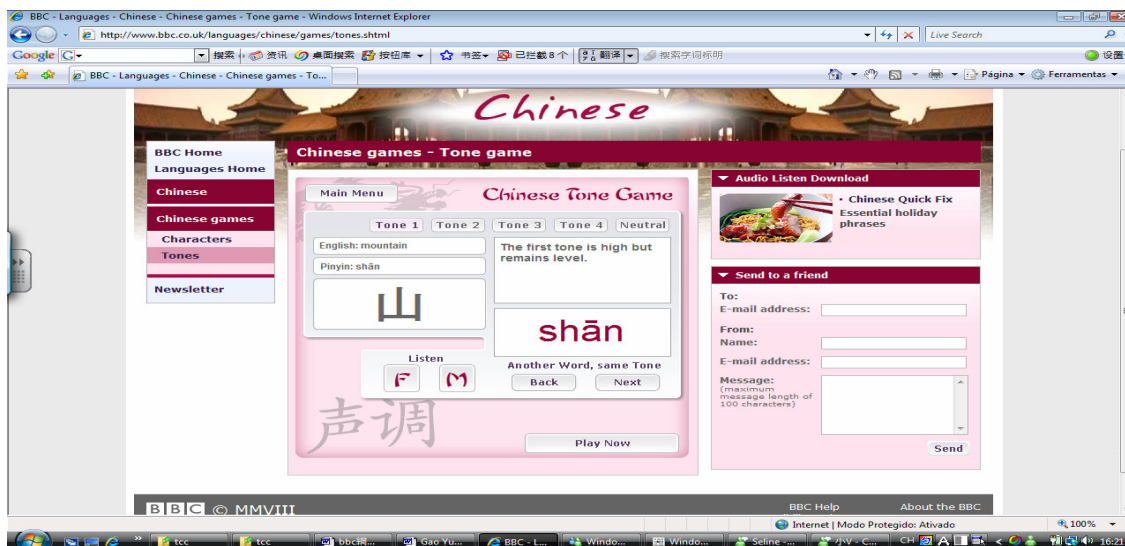 BBC - Languages - Chinese - Chinese games - Tone game - Windows Internet Explorer
http://www.bbc.co.uk/languages/chinese/games/tones.shtml
Live Search
Google
搜索
资讯
桌面搜索
按钮库
书签
已拦截8个
翻译
搜索字词标明
设置
BBC - Languages - Chinese - Chinese games - To...
Página
Ferramentas
Chinese
BBC Home
Languages Home
Chinese
Chinese games
Characters
Tones
Newsletter
Chinese games - Tone game
Main Menu
Chinese Tone Game
Tone 1 Tone 2 Tone 3 Tone 4 Neutral
English: mountain
Pinyin: shān
山
The first tone is high but
remains level.
shān
Listen
F M
Another Word, same Tone
Back Next
声调
Play Now
Audio Listen Download
Chinese Quick Fix
Essential holiday
phrases
Send to a friend
To:
E-mail address:
From:
Name:
E-mail address:
Message:
(maximum
message length of
100 characters)
Send
BBC © MMVIII
BBC Help
About the BBC
Internet | Modo Protegido: Ativado
100%
tcc
tcc
Gao Yu...
BBC - L...
Windo...
Windo...
Seline -...
小V - C...
CH
16:21